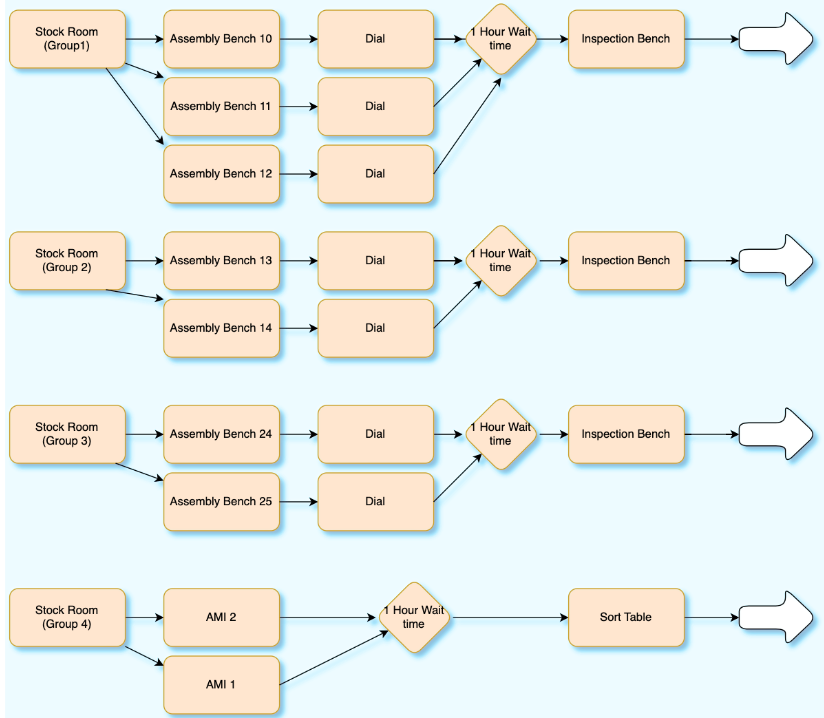 Stock Room
(Group1)
Assembly Bench 10
Dial
1 Hour Wait
time
Inspection Bench
Assembly Bench 11
Dial
Assembly Bench 12
Dial
Stock Room
(Group 2)
Assembly Bench 13
Dial
1 Hour Wait
time
Inspection Bench
Assembly Bench 14
Dial
Stock Room
(Group 3)
Assembly Bench 24
Dial
1 Hour Wait
time
Inspection Bench
Assembly Bench 25
Dial
Stock Room
(Group 4)
AMI 2
1 Hour Wait
time
Sort Table
AMI 1